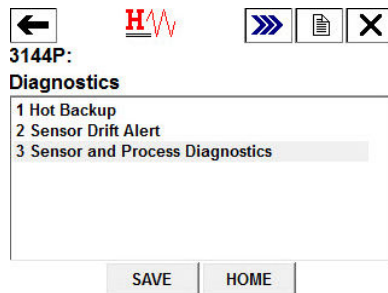 H
3144P:
Diagnostics
1 Hot Backup
2 Sensor Drift Alert
3 Sensor and Process Diagnostics
SAVE HOME